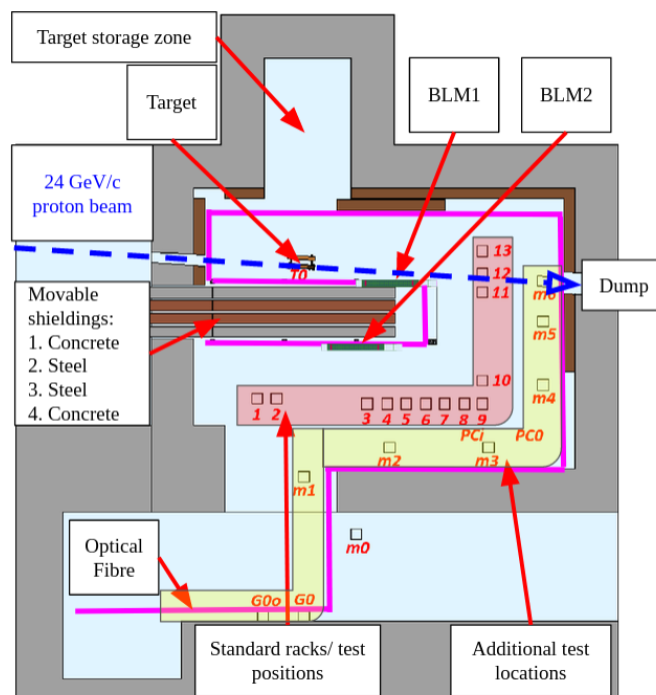 Target storage zone
Target
BLM1
BLM2
24 GeV/c
proton beam
T0
13
12
11
m6
Dump
m5
Movable
shieldings:
1. Concrete
2. Steel
3. Steel
4. Concrete
10
m4
1 2
3 4 5 6 7 8 9
PCi PC0
m2
m3
m1
m0
Optical
Fibre
G0o G0
Standard racks/ test
positions
Additional test
locations